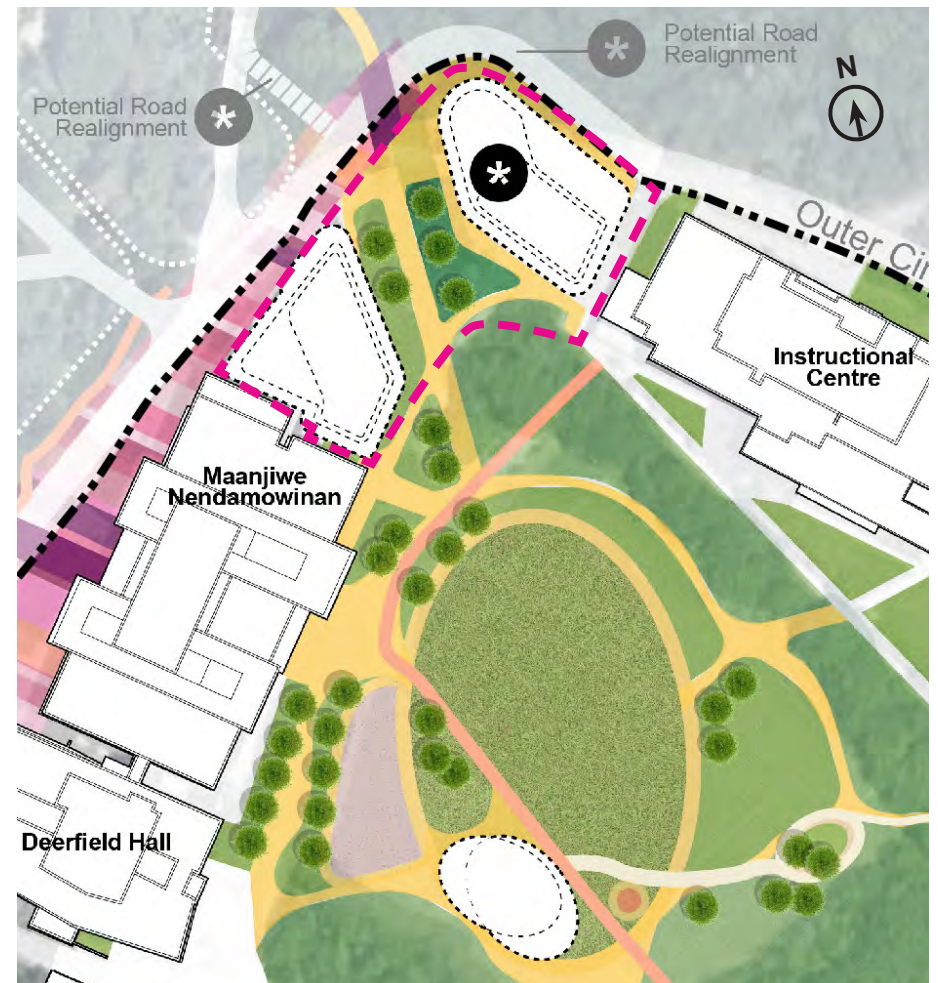 Potential Road
Realignment
*
Potential Road
Realignment
*
N
*
Outer Cir
Instructional
Centre
Maanjiwe
Nendamowinan
Deerfield Hall